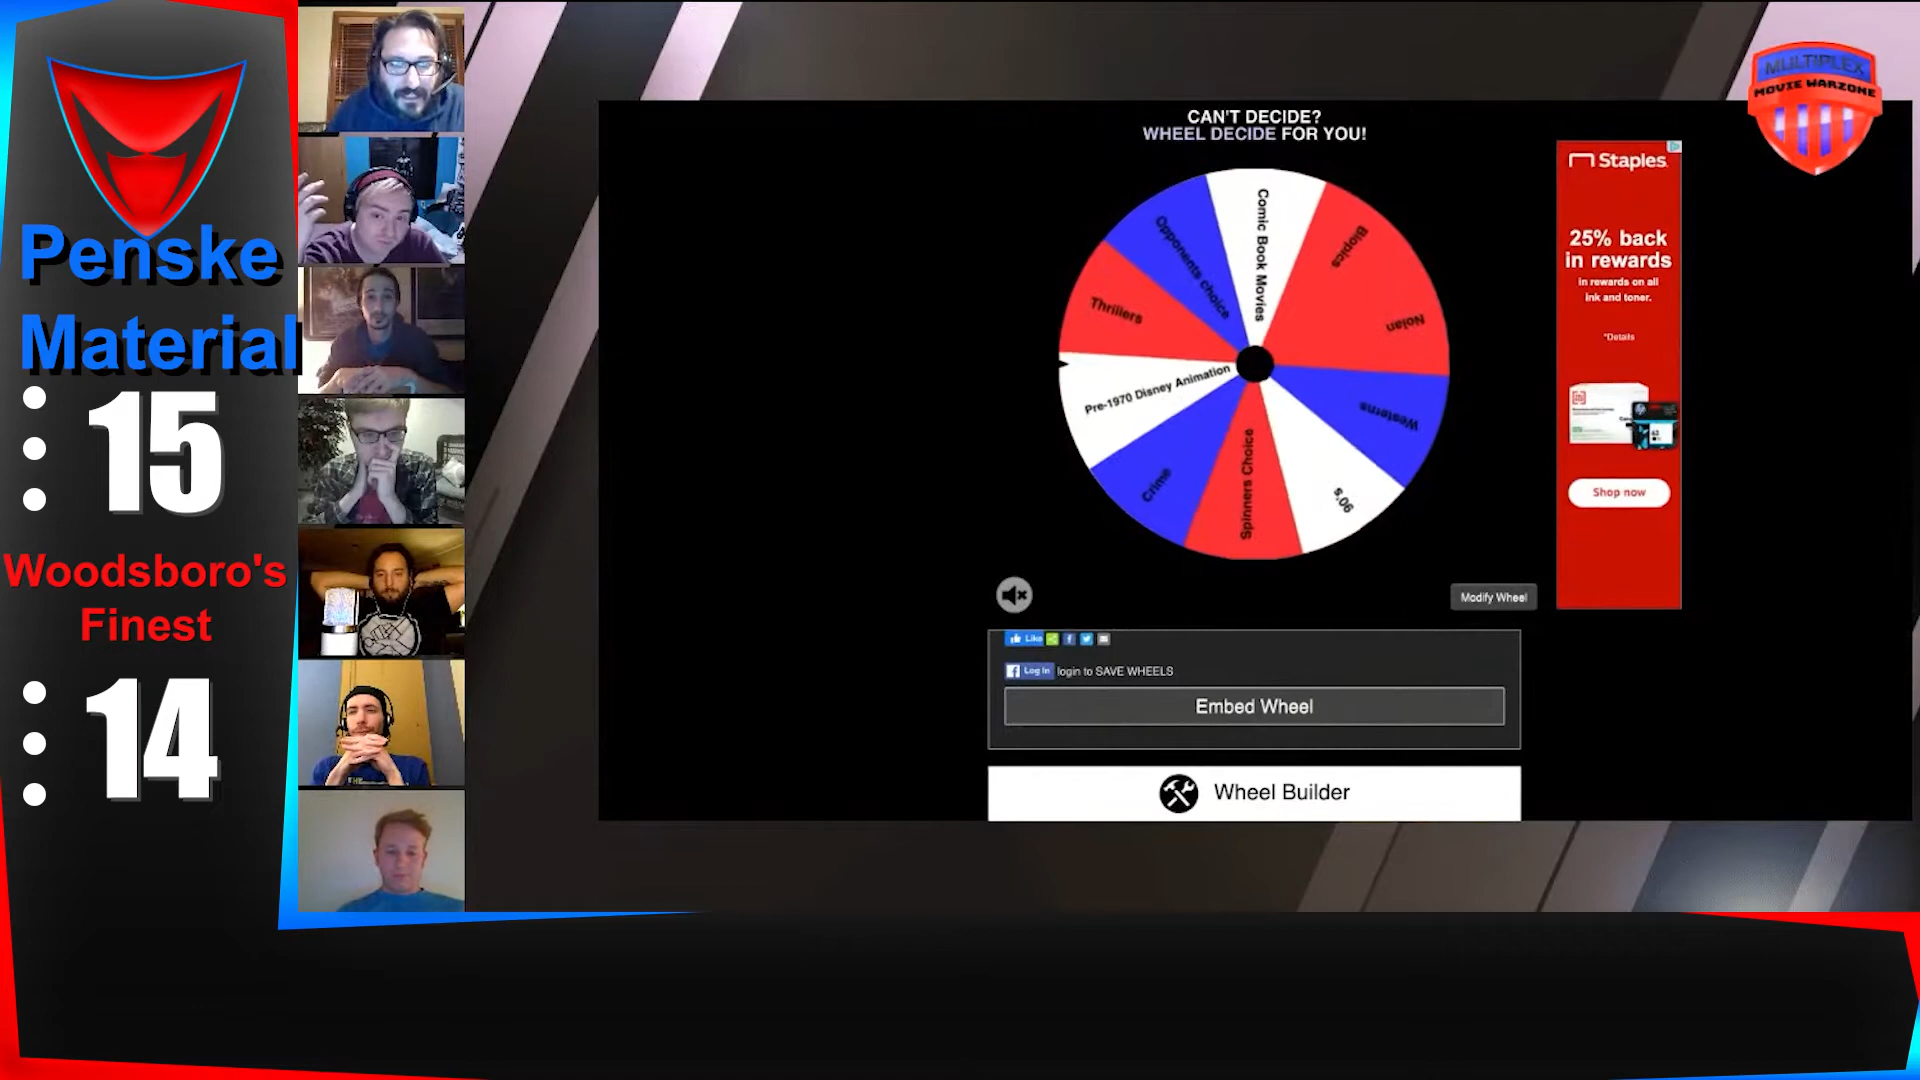 Penske
Material
15
Woodsboro's
Finest
14
CAN'T DECIDE?
WHEEL DECIDE FOR YOU!
Comic Book Movies
Biopics
Nolan
Westerns
90's
Spinners Choice
Crime
Pre-1970 Disney Animation
Thrillers
Opponents choice
Modify Wheel
Like
Log In login to SAVE WHEELS
Embed Wheel
Wheel Builder
MULTIPLEX
MOVIE WARZONE
Staples.
25% back
in rewards
in rewards on all
ink and toner.
*Details
Shop now